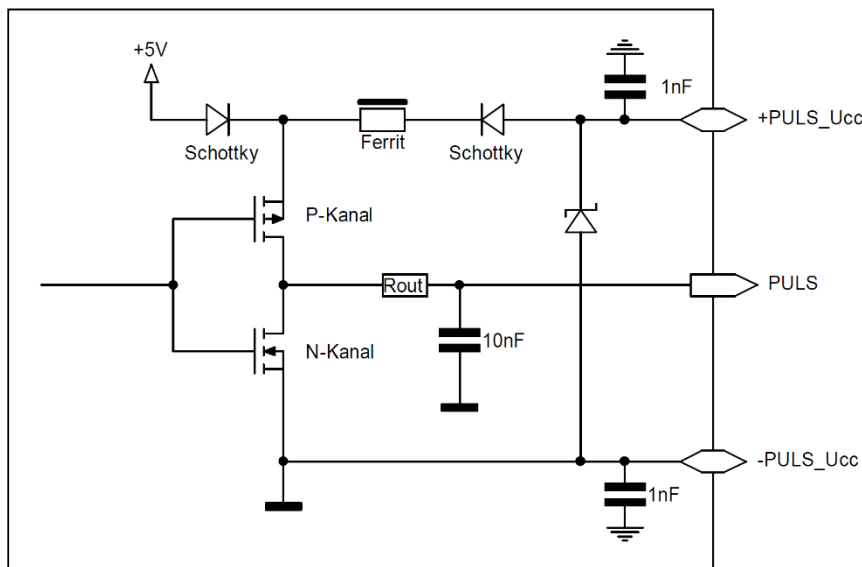 +5V
1nF
+PULS_Ucc
Schottky
Ferrit
Schottky
P-Kanal
Rout
PULS
N-Kanal
10nF
-PULS_Ucc
1nF